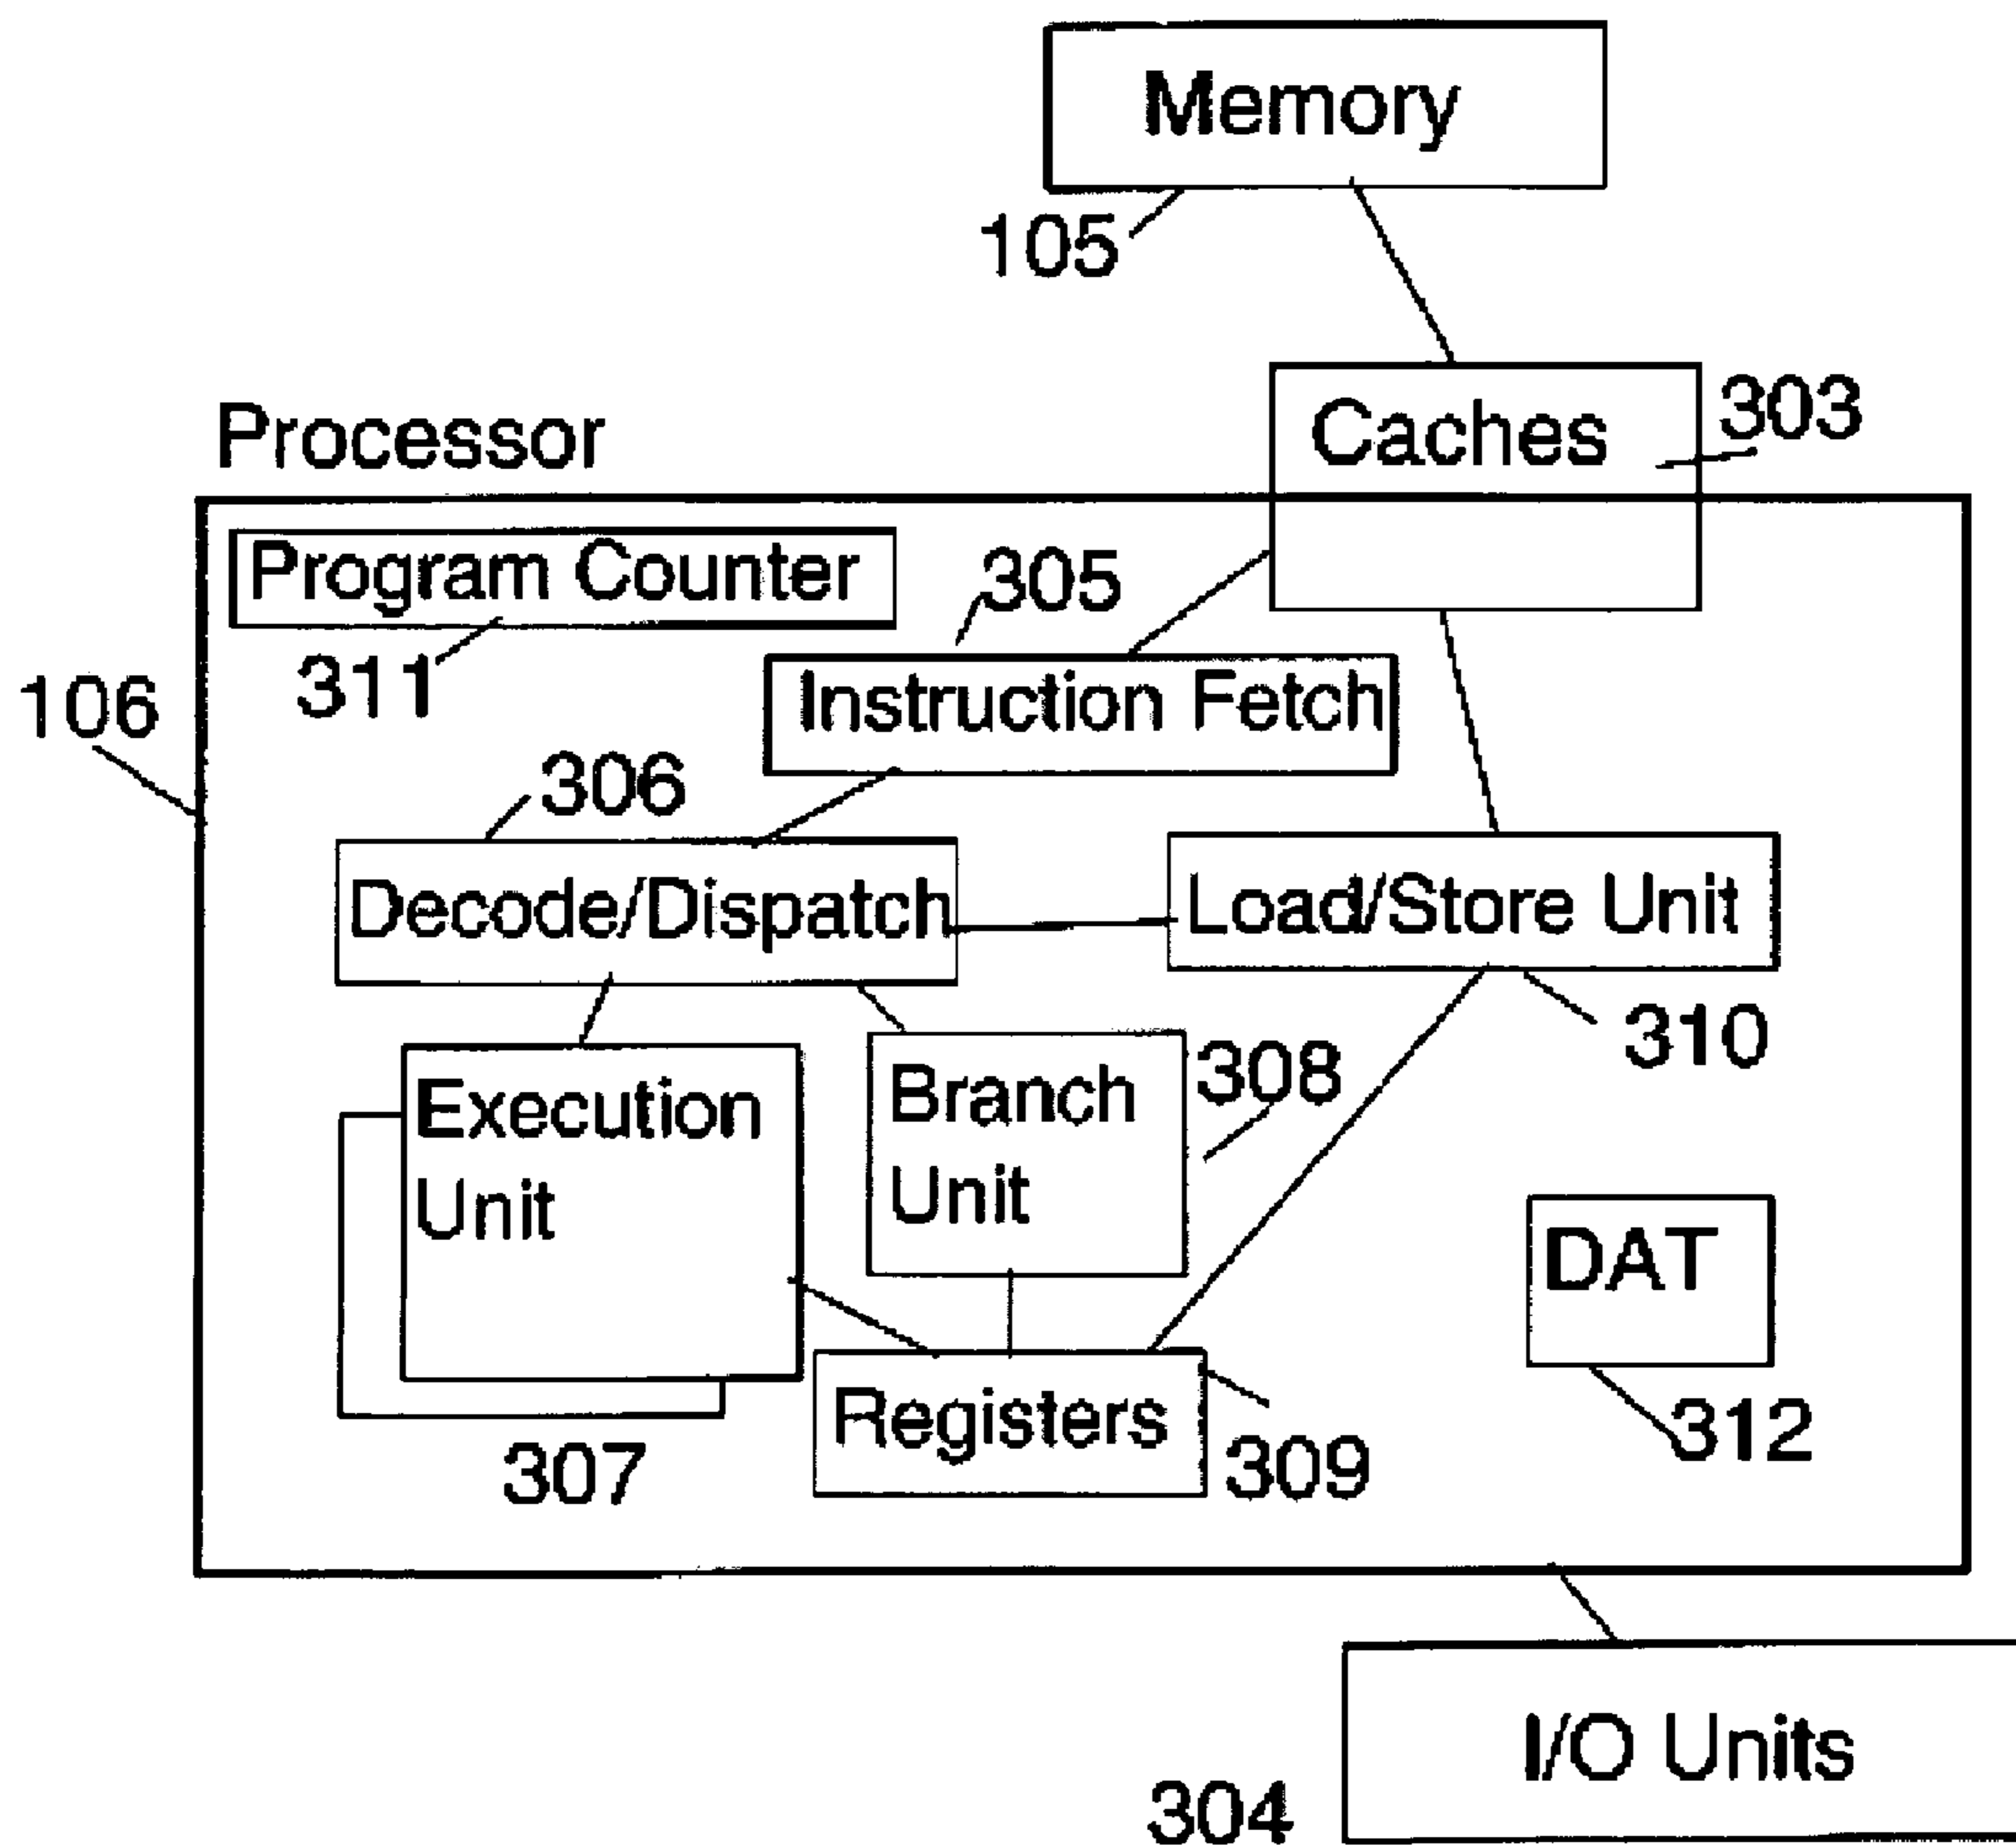 Memory
105
Caches
303
Processor
Program Counter
311
305
Instruction Fetch
106
306
Decode/Dispatch
Load/Store Unit
310
Execution
Unit
Branch
Unit
308
DAT
312
Registers
309
307
I/O Units
304